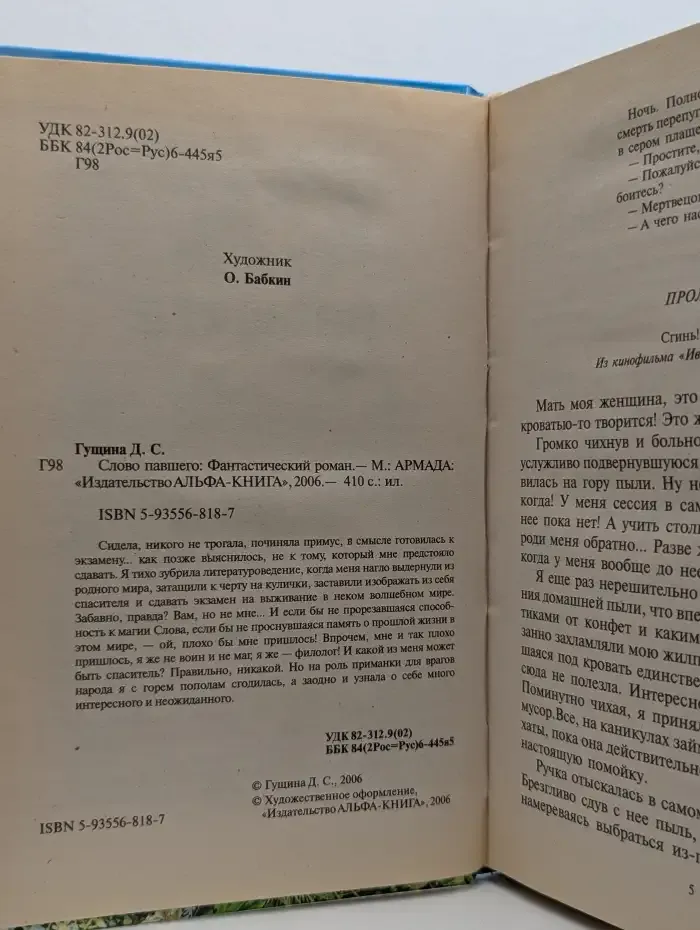 УДК 82-312.9(02)
ББК 84(2Рос=Рус)6-445я5
Г98
Художник
О. Бабкин
Гущина Д. С.
Г98 Слово павшего: Фантастический роман.— М.: АРМАДА:
«Издательство АЛЬФА-КНИГА», 2006.— 410 с.: ил.
ISBN 5-93556-818-7
Сидела, никого не трогала, починяла примус, в смысле готовилась к
экзамену... как позже выяснилось, не к тому, который мне предстояло
сдавать. Я тихо зубрила литературоведение, когда меня нагло выдернули из
родного мира, затащили к черту на кулички, заставили изображать из себя
спасителя и сдавать экзамен на выживание в неком волшебном мире.
Забавно, правда? Вам, но не мне... И если бы не прорезавшаяся способ-
ность к магии Слова, если бы не проснувшаяся память о прошлой жизни в
этом мире, — ой, плохо бы мне пришлось! Впрочем, мне и так плохо
пришлось, я же не воин и не маг, я же — филолог! И какой из меня может
быть спаситель? Правильно, никакой. Но на роль приманки для врагов
народа я с горем пополам сгодилась, а заодно и узнала о себе много
интересного и неожиданного.
УДК 82-312.9(02)
ББК 84(2Рос=Рус)6-445я5
© Гущина Д. С., 2006
© Художественное оформление,
«Издательство АЛЬФА-КНИГА», 2006
ISBN 5-93556-818-7
Ночь. Полно
смерть перепуг
в сером плаще
— Простите,
— Пожалуйс
боитесь?
— Мертвецов
— А чего нас
ПРОЛ
Сгинь!
Из кинофильма «Ив
Мать моя женщина, это
кроватью-то творится! Это ж
Громко чихнув и больно
услужливо подвернувшуюся
вилась на гору пыли. Ну не
когда! У меня сессия в сам
нее пока нет! А учить стол
роди меня обратно... Разве ж
когда у меня вообще до нее
Я еще раз нерешительно
ния домашней пыли, что впе
тиками от конфет и каким
занно захламляли мою жилп
шаяся под кровать единстве
сюда не полезла. Интересно
Поминутно чихая, я принял
мусор.Все, на каникулах займ
хаты, пока она действительн
настоящую помойку.
Ручка отыскалась в самом
Брезгливо сдув с нее пыль,
намереваясь выбраться из-п
5